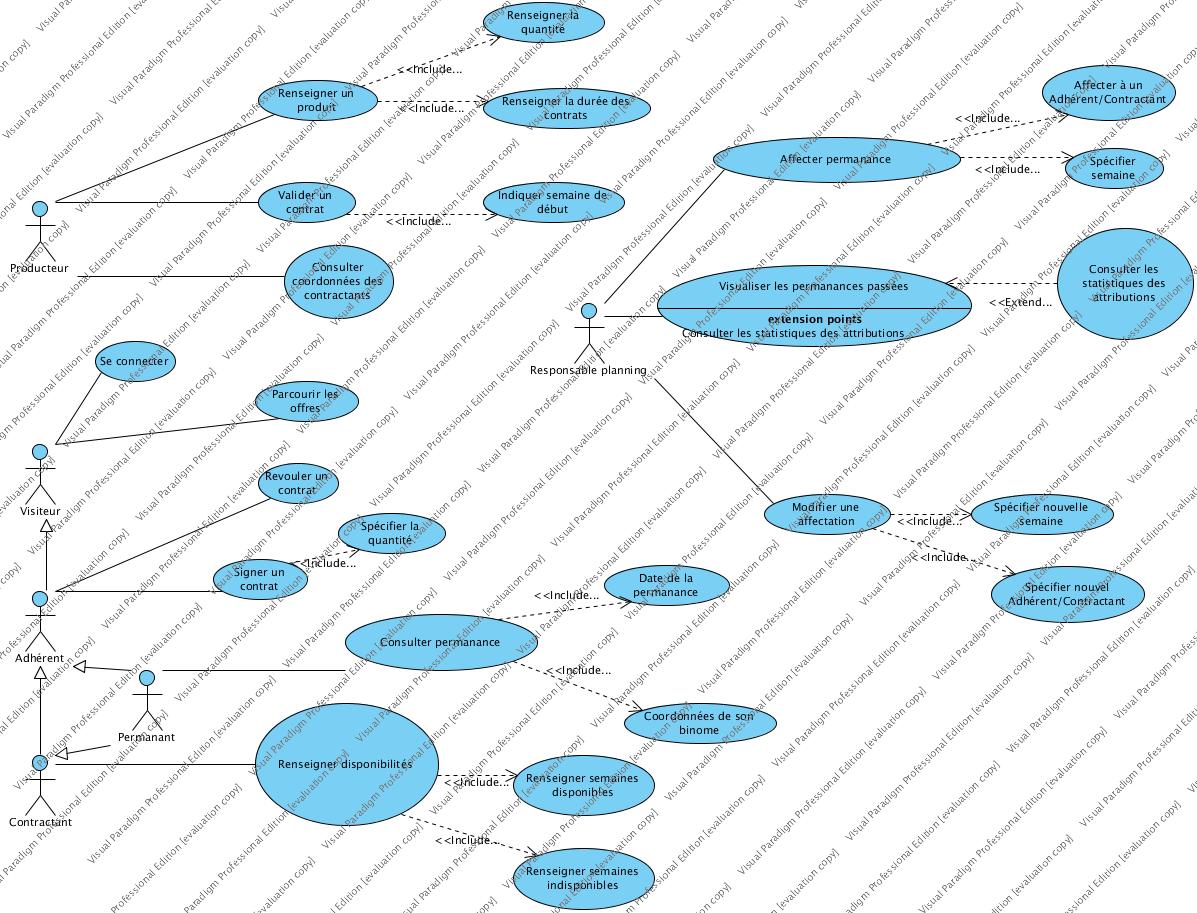 Renseigner la
quantité
Renseigner un
produit
<<Include...
<<Include...
Renseigner la durée des
contrats
Valider un
contrat
<<Include...
Indiquer semaine de
début
Producteur
Consulter
coordonnées des
contractants
Affecter à un
Adhérent/Contractant
<<Include...
Affecter permanance
<<Include...
Spécifier
semaine
Visualiser les permanances passées
extension points
Consulter les statistiques des attributions
<<Extend...
Consulter les
statistiques des
attributions
Responsable planning
Se connecter
Parcourir les
offres
Visiteur
Revouler un
contrat
Spécifier la
quantité
<<Include...
Signer un
contrat
Modifier une
affectation
<<Include...
Spécifier nouvelle
semaine
<<Include...
Spécifier nouvel
Adhérent/Contractant
Adhérent
Date de la
permanance
<<Include...
Consulter permanance
<<Include...
Coordonnées de son
binome
Permanant
Renseigner disponibilités
<<Include...
Renseigner semaines
disponibles
<<Include...
Renseigner semaines
indisponibles
Contractant
Visual Paradigm Professional Edition [evaluation copy]